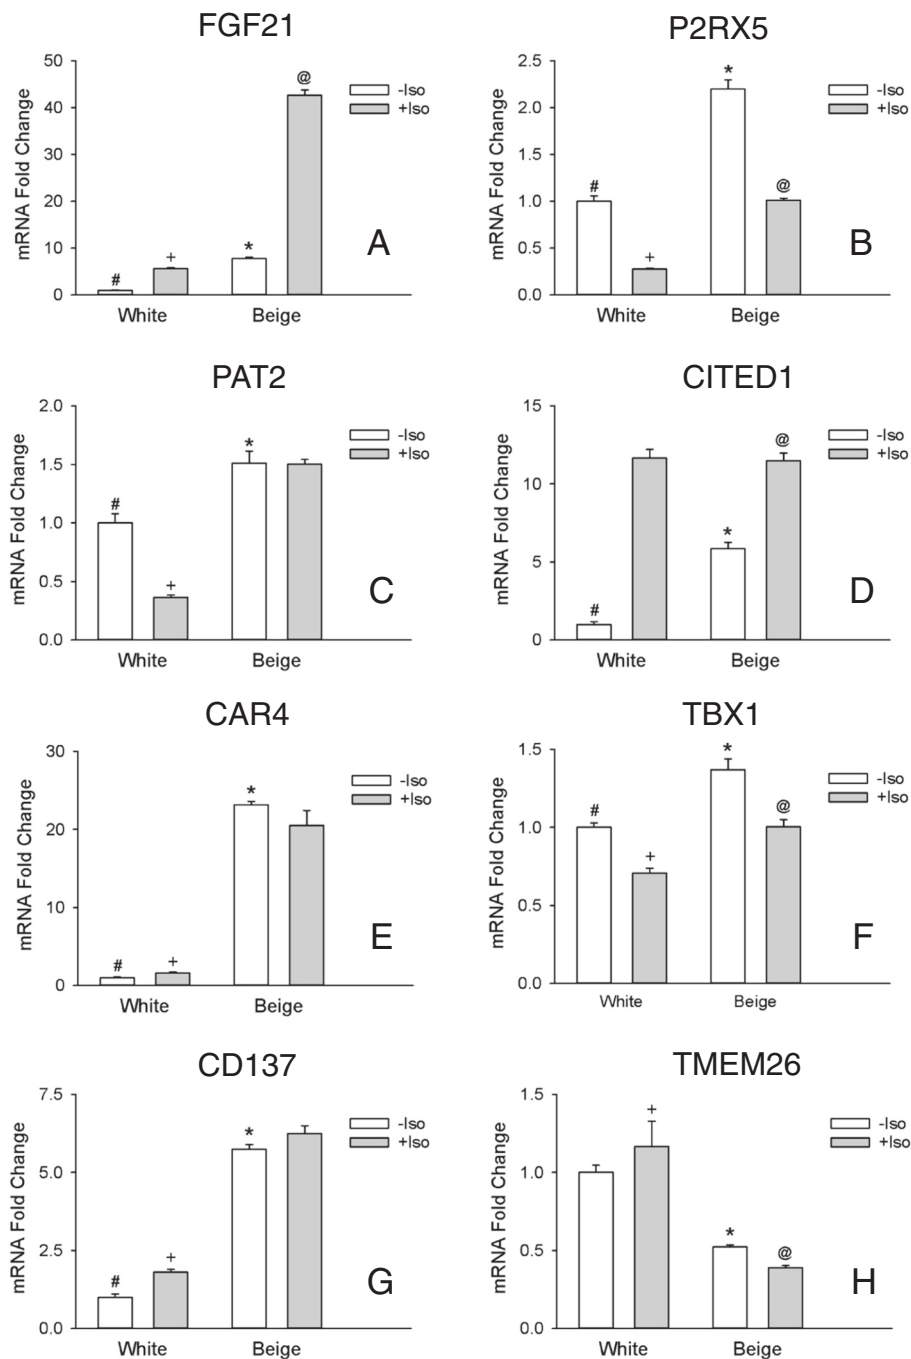 FGF21
mRNA Fold Change
50
40
30
20
10
0
#
+
*
@
White
Beige
-Iso
+Iso
A
P2RX5
mRNA Fold Change
2.5
2.0
1.5
1.0
0.5
0.0
#
+
*
@
White
Beige
-Iso
+Iso
B
PAT2
mRNA Fold Change
2.0
1.5
1.0
0.5
0.0
#
+
*
White
Beige
-Iso
+Iso
C
CITED1
mRNA Fold Change
15
10
5
0
#
*
@
White
Beige
-Iso
+Iso
D
CAR4
mRNA Fold Change
30
20
10
0
#
+
*
White
Beige
-Iso
+Iso
E
TBX1
mRNA Fold Change
1.5
1.0
0.5
0.0
#
+
*
@
White
Beige
-Iso
+Iso
F
CD137
mRNA Fold Change
7.5
5.0
2.5
0.0
#
+
*
White
Beige
-Iso
+Iso
G
TMEM26
mRNA Fold Change
1.5
1.0
0.5
0.0
+
*
@
White
Beige
-Iso
+Iso
H